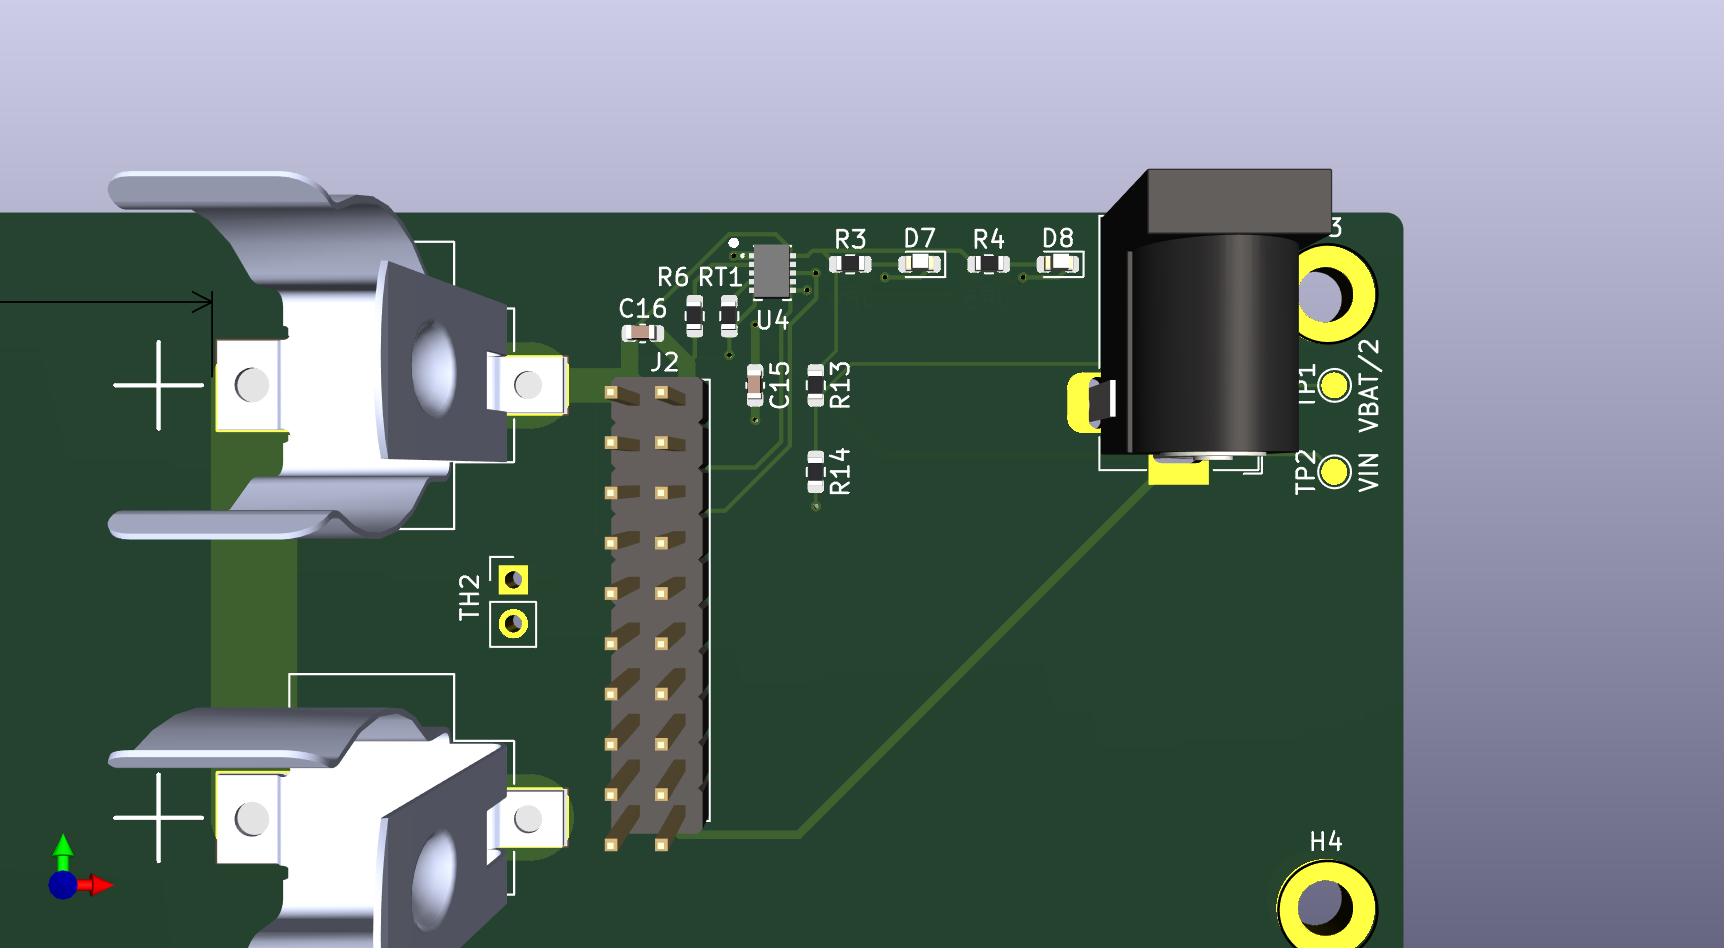 R3
D7
R4
D8
3
R6
RT1
C16
U4
J2
C15
R13
R14
TP1
VBAT/2
TP2
VIN
TH2
H4